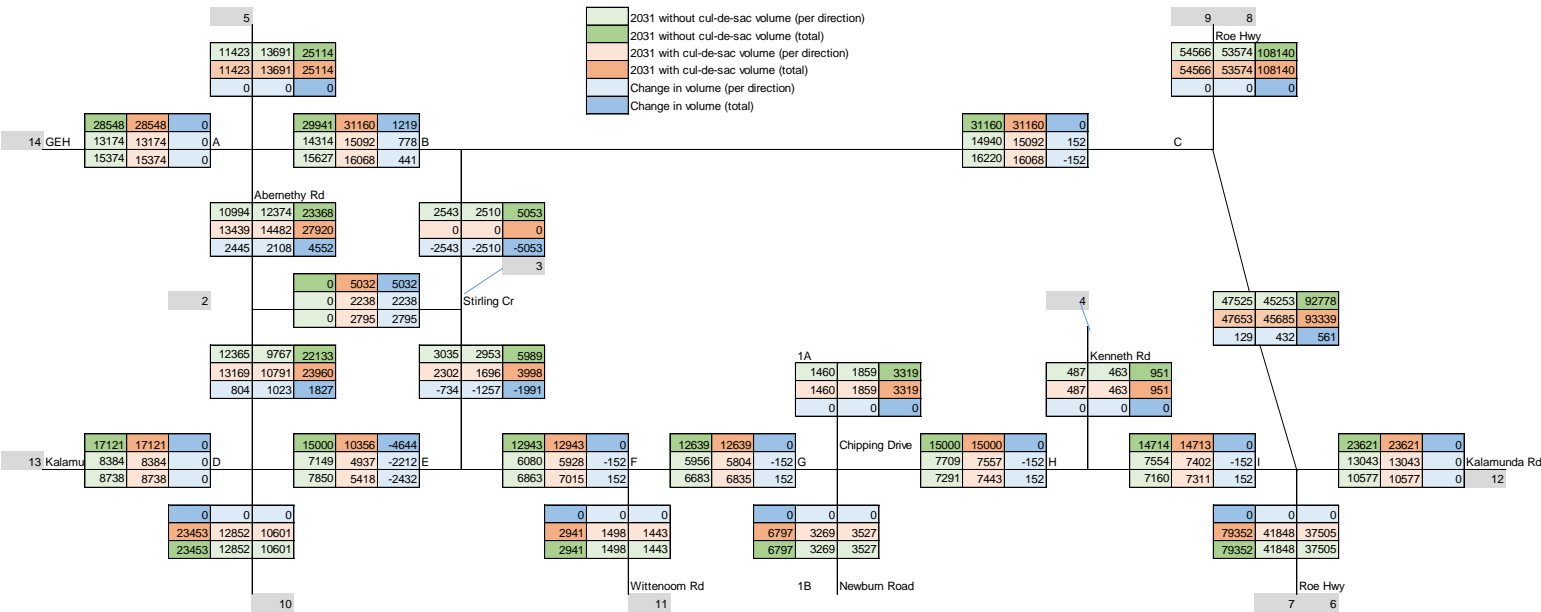 5
2031 without cul-de-sac volume (per direction)
2031 without cul-de-sac volume (total)
2031 with cul-de-sac volume (per direction)
2031 with cul-de-sac volume (total)
Change in volume (per direction)
Change in volume (total)
9 8
Roe Hwy
11423 13691 25114
11423 13691 25114
0 0 0
54566 53574 108140
54566 53574 108140
0 0 0
28548 28548 0
14 GEH 13174 13174 0 A
15374 15374 0
29941 31160 1219
14314 15092 778 B
15627 16068 441
31160 31160 0
14940 15092 152
16220 16068 -152
C
Abernethy Rd
10994 12374 23368
13439 14482 27920
2445 2108 4552
2543 2510 5053
0 0 0
-2543 -2510 -5053
3
2
0 5032 5032
0 2238 2238
0 2795 2795
Stirling Cr
4
47525 45253 92778
47653 45685 93339
129 432 561
12365 9767 22133
13169 10791 23960
804 1023 1827
3035 2953 5989
2302 1696 3998
-734 -1257 -1991
1A
1460 1859 3319
1460 1859 3319
0 0 0
Kenneth Rd
487 463 951
487 463 951
0 0 0
17121 17121 0
13 Kalamu 8384 8384 0 D
8738 8738 0
15000 10356 -4644
7149 4937 -2212 E
7850 5418 -2432
12943 12943 0
6080 5928 -152 F
6863 7015 152
12639 12639 0
5956 5804 -152 G
6683 6835 152
Chipping Drive
15000 15000 0
7709 7557 -152 H
7291 7443 152
14714 14713 0
7554 7402 -152 I
7160 7311 152
23621 23621 0
13043 13043 0 Kalamunda Rd
10577 10577 0
12
0 0 0
23453 12852 10601
23453 12852 10601
0 0 0
2941 1498 1443
2941 1498 1443
0 0 0
6797 3269 3527
6797 3269 3527
0 0 0
79352 41848 37505
79352 41848 37505
10
Wittenoom Rd
11
1B Newburn Road
Roe Hwy
7 6